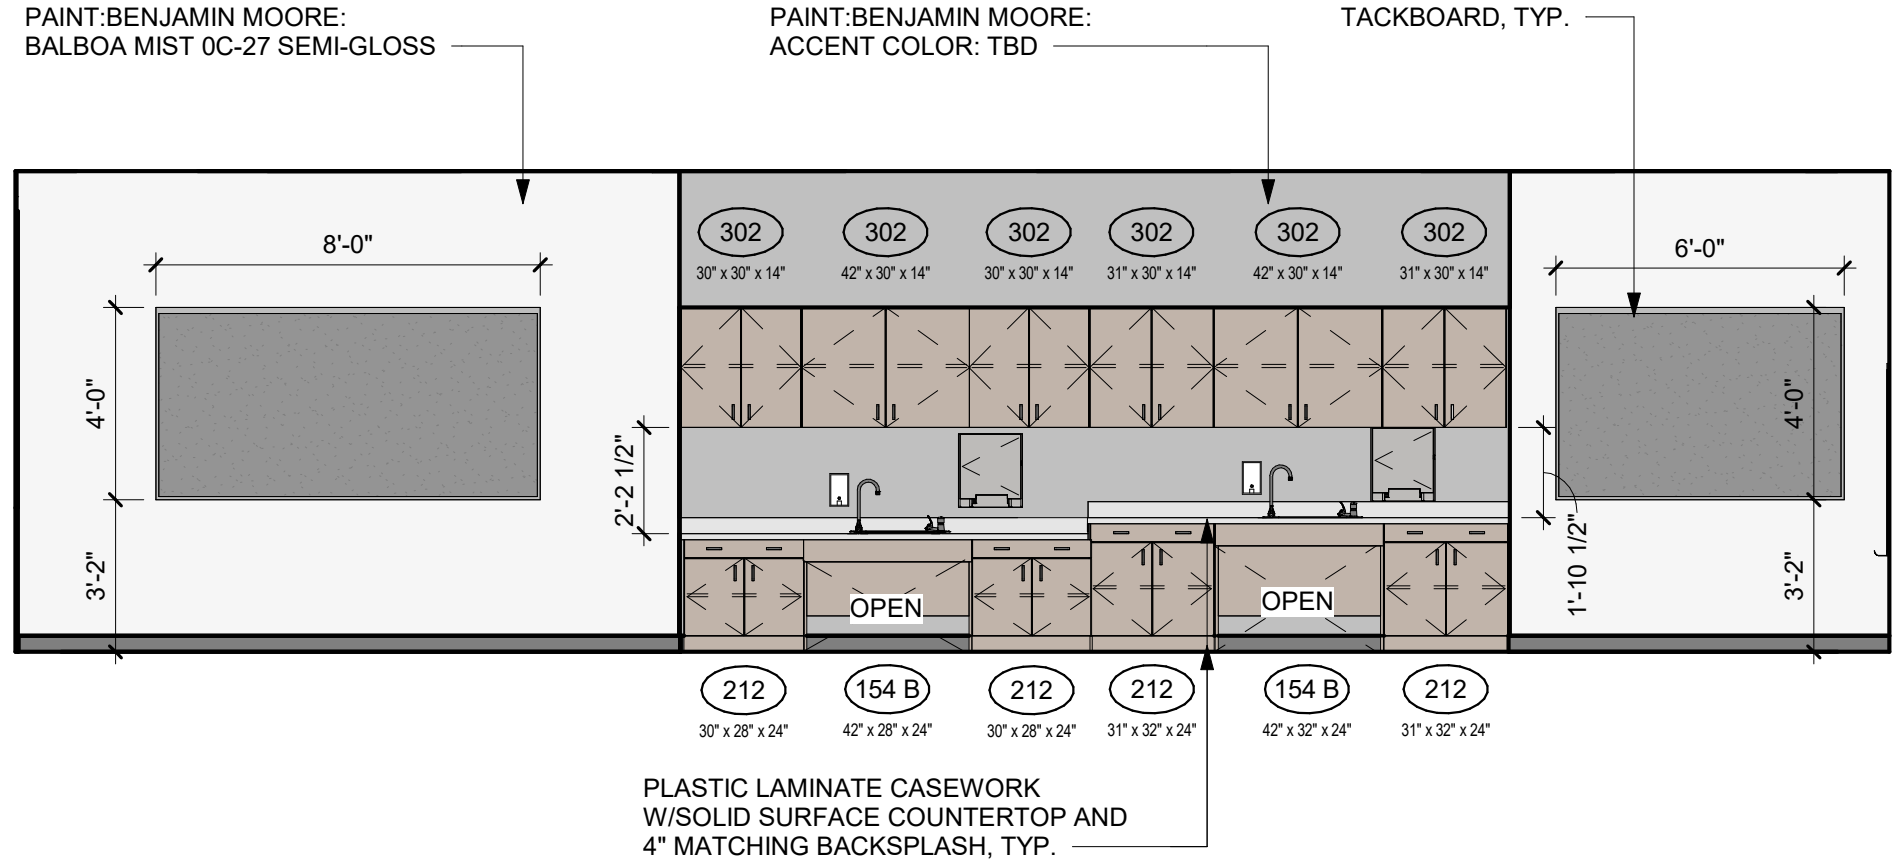 PAINT:BENJAMIN MOORE:
BALBOA MIST 0C-27 SEMI-GLOSS
PAINT:BENJAMIN MOORE:
ACCENT COLOR: TBD
TACKBOARD, TYP.
302
302
302
302
302
302
30" x 30" x 14"
42" x 30" x 14"
30" x 30" x 14"
31" x 30" x 14"
42" x 30" x 14"
31" x 30" x 14"
8'-0"
6'-0"
4'-0"
4'-0"
2'-2 1/2"
1'-10 1/2"
3'-2"
3'-2"
OPEN
OPEN
212
154 B
212
212
154 B
212
30" x 28" x 24"
42" x 28" x 24"
30" x 28" x 24"
31" x 32" x 24"
42" x 32" x 24"
31" x 32" x 24"
PLASTIC LAMINATE CASEWORK
W/SOLID SURFACE COUNTERTOP AND
4" MATCHING BACKSPLASH, TYP.